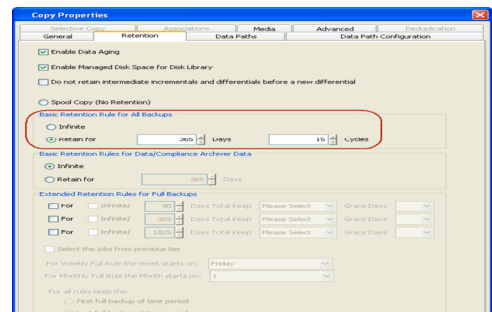 Copy Properties
Selective Copy Associations Media Advanced Deduplication
General Retention Data Paths Data Path Configuration
Enable Data Aging
Enable Managed Disk Space for Disk Library
Do not retain intermediate incrementals and differentials before a new differential
Spool Copy (No Retention)
Basic Retention Rule for All Backups
Infinite
Retain for 365 Days 15 Cycles
Basic Retention Rules for Data/Compliance Archiver Data
Infinite
Retain for 365 Days
Extended Retention Rules for Full Backups
For Infinite/ 90 Days Total Keep Please Select Grace Days
For Infinite/ 365 Days Total Keep Please Select Grace Days
For Infinite/ 1825 Days Total Keep Please Select Grace Days
Select the jobs from previous tier
For Weekly Full Rule the Week starts on: Friday
For Monthly Full Rule the Month starts on: 1
For all rules keep the:
First full backup of time period